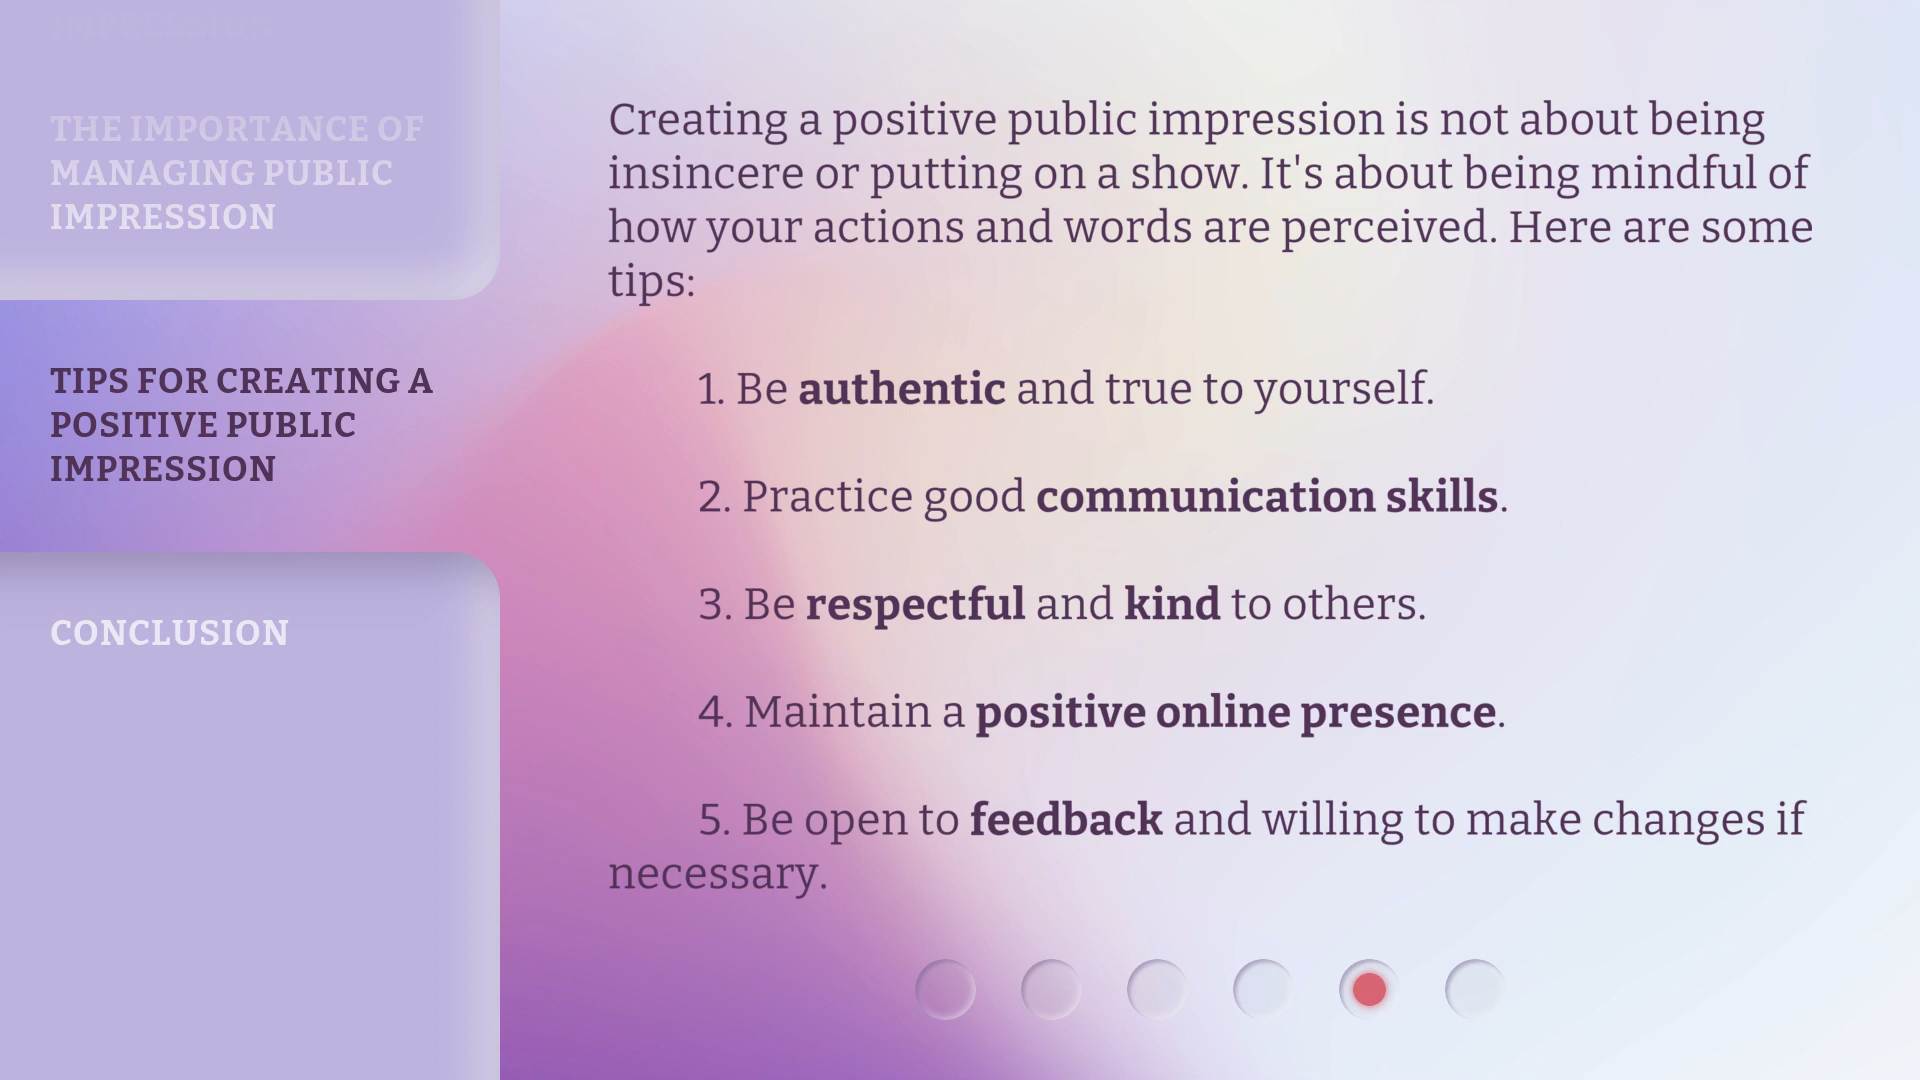 IMPRESSION
THE IMPORTANCE OF
MANAGING PUBLIC
IMPRESSION
TIPS FOR CREATING A
POSITIVE PUBLIC
IMPRESSION
CONCLUSION
Creating a positive public impression is not about being
insincere or putting on a show. It's about being mindful of
how your actions and words are perceived. Here are some
tips:
1. Be authentic and true to yourself.
2. Practice good communication skills.
3. Be respectful and kind to others.
4. Maintain a positive online presence.
5. Be open to feedback and willing to make changes if
necessary.